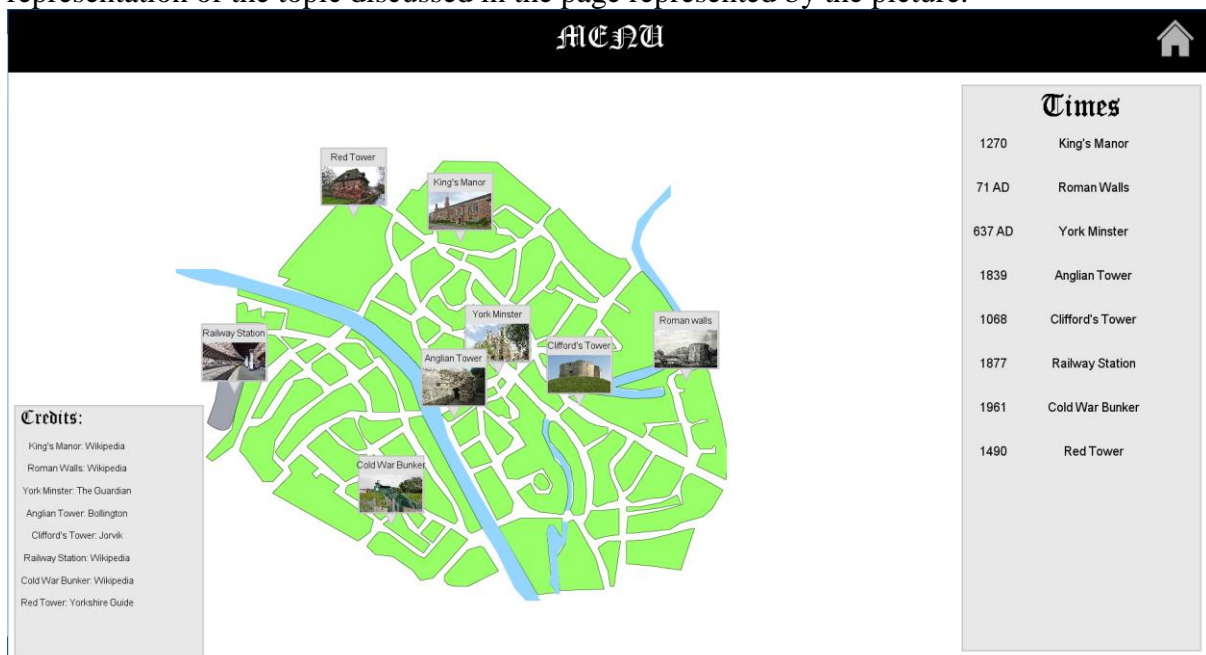 representation of the topic discussed in the page represented by the picture.
MENU
Times
1270 King's Manor
71 AD Roman Walls
637 AD York Minster
1839 Anglian Tower
1068 Clifford's Tower
1877 Railway Station
1961 Cold War Bunker
1490 Red Tower
Red Tower
King's Manor
York Minster
Roman walls
Railway Station
Clifford's Tower
Anglian Tower
Cold War Bunker
Credits:
King's Manor: Wikipedia
Roman Walls: Wikipedia
York Minster: The Guardian
Anglian Tower: Bollington
Clifford's Tower: Jorvik
Railway Station: Wikipedia
Cold War Bunker: Wikipedia
Red Tower: Yorkshire Guide